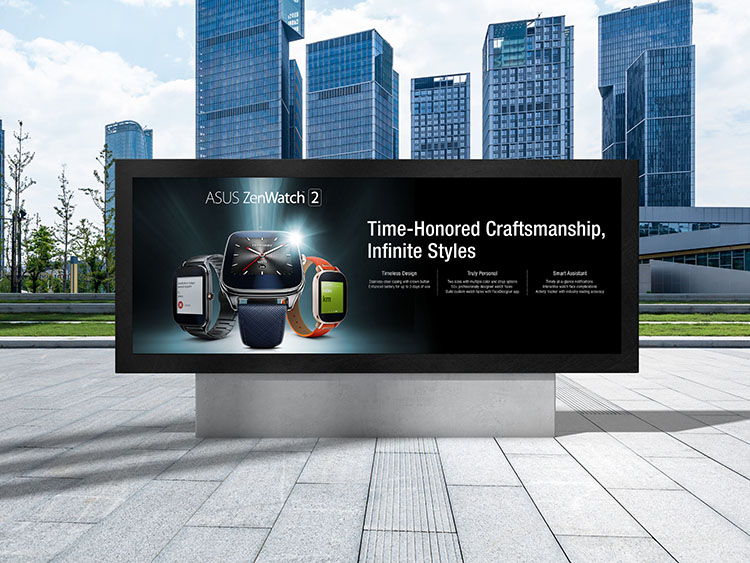 ASUS ZenWatch 2
Time-Honored Craftsmanship,
Infinite Styles
Timeless Design
Stainless steel casing with crown button
Enhanced battery for up to 2 days of use
Truly Personal
Two sizes with multiple color and strap options
50+ professionally designed watch faces
Build custom watch faces with FaceDesigner app
Smart Assistant
Timely at a glance notifications
Interactive watch face complications
Activity tracker with industry-leading accuracy
km